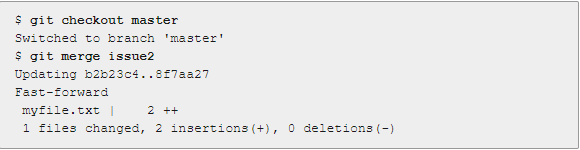 $ git checkout master
Switched to branch 'master'
$ git merge issue2
Updating b2b23c4..8f7aa27
Fast-forward
 myfile.txt |    2 ++
 1 files changed, 2 insertions(+), 0 deletions(-)